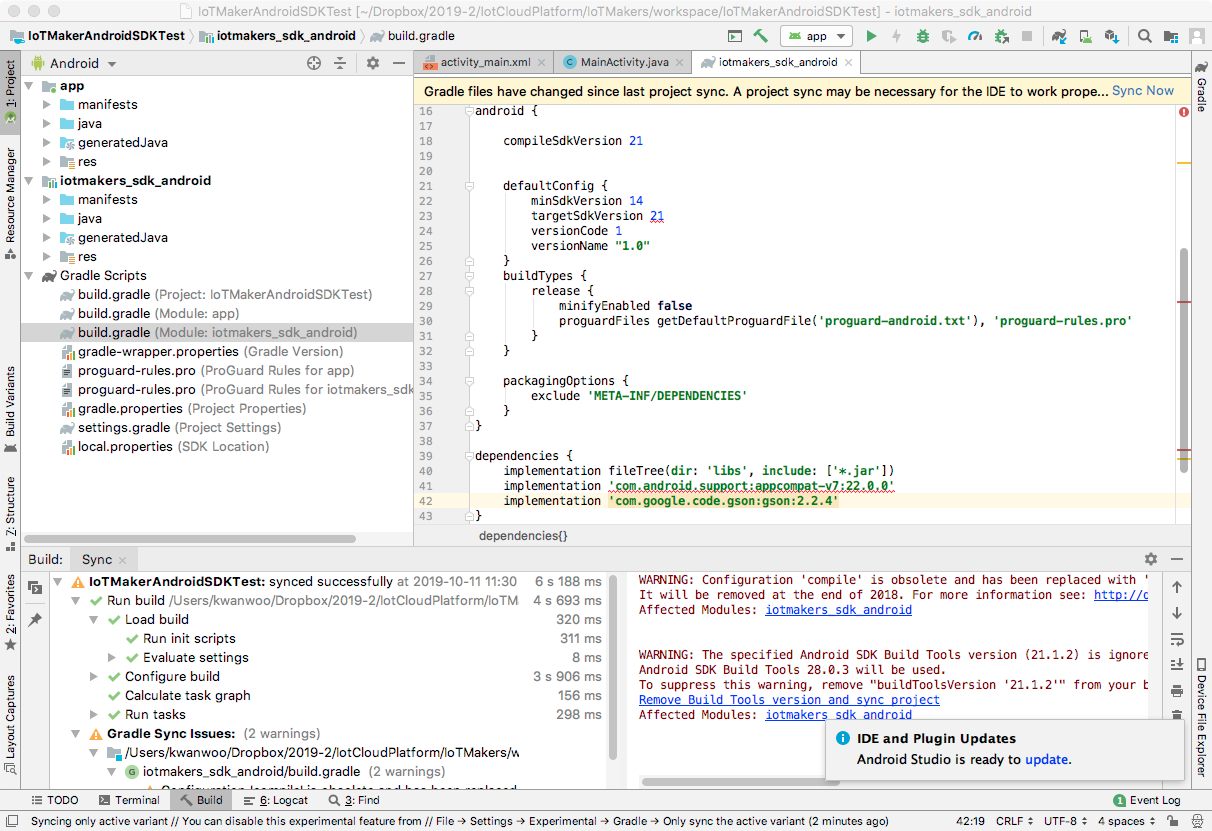 IoTMakerAndroidSDKTest [~/Dropbox/2019-2/IotCloudPlatform/IoTMakers/workspace/IoTMakerAndroidSDKTest] - iotmakers_sdk_android
IoTMakerAndroidSDKTest iotmakers_sdk_android build.gradle app
1: Project
Resource Manager
Build Variants
Z: Structure
2: Favorites
Layout Captures
Android
app
manifests
java
generatedJava
res
iotmakers_sdk_android
manifests
java
generatedJava
res
Gradle Scripts
build.gradle (Project: IoTMakerAndroidSDKTest)
build.gradle (Module: app)
build.gradle (Module: iotmakers_sdk_android)
gradle-wrapper.properties (Gradle Version)
proguard-rules.pro (ProGuard Rules for app)
proguard-rules.pro (ProGuard Rules for iotmakers_sdk
gradle.properties (Project Properties)
settings.gradle (Project Settings)
local.properties (SDK Location)
activity_main.xml MainActivity.java iotmakers_sdk_android
Gradle files have changed since last project sync. A project sync may be necessary for the IDE to work prope... Sync Now
16 android {
17
18 compileSdkVersion 21
19
20
21 defaultConfig {
22 minSdkVersion 14
23 targetSdkVersion 21
24 versionCode 1
25 versionName "1.0"
26 }
27 buildTypes {
28 release {
29 minifyEnabled false
30 proguardFiles getDefaultProguardFile('proguard-android.txt'), 'proguard-rules.pro'
31 }
32 }
33
34 packagingOptions {
35 exclude 'META-INF/DEPENDENCIES'
36 }
37 }
38
39 dependencies {
40 implementation fileTree(dir: 'libs', include: ['*.jar'])
41 implementation 'com.android.support:appcompat-v7:22.0.0'
42 implementation 'com.google.code.gson:gson:2.2.4'
43 }
dependencies{}
Gradle
Device File Explorer
Build: Sync
IoTMakerAndroidSDKTest: synced successfully at 2019-10-11 11:30 6 s 188 ms
Run build /Users/kwanwoo/Dropbox/2019-2/IotCloudPlatform/IoTM 4 s 693 ms
Load build 320 ms
Run init scripts 311 ms
Evaluate settings 8 ms
Configure build 3 s 906 ms
Calculate task graph 156 ms
Run tasks 298 ms
Gradle Sync Issues: (2 warnings)
/Users/kwanwoo/Dropbox/2019-2/IotCloudPlatform/IoTMakers/w
G iotmakers_sdk_android/build.gradle (2 warnings)
Configuration 'compile' is obsolete and has been replaced
WARNING: Configuration 'compile' is obsolete and has been replaced with '
It will be removed at the end of 2018. For more information see: http://d
Affected Modules: iotmakers_sdk_android
WARNING: The specified Android SDK Build Tools version (21.1.2) is ignore
Android SDK Build Tools 28.0.3 will be used.
To suppress this warning, remove "buildToolsVersion '21.1.2'" from your b
Remove Build Tools version and sync project
Affected Modules: iotmakers_sdk_android
IDE and Plugin Updates
Android Studio is ready to update.
TODO Terminal Build 6: Logcat 3: Find 1 Event Log
Syncing only active variant // You can disable this experimental feature from // File → Settings → Experimental → Gradle → Only sync the active variant (2 minutes ago) 42:19 CRLF UTF-8 4 spaces